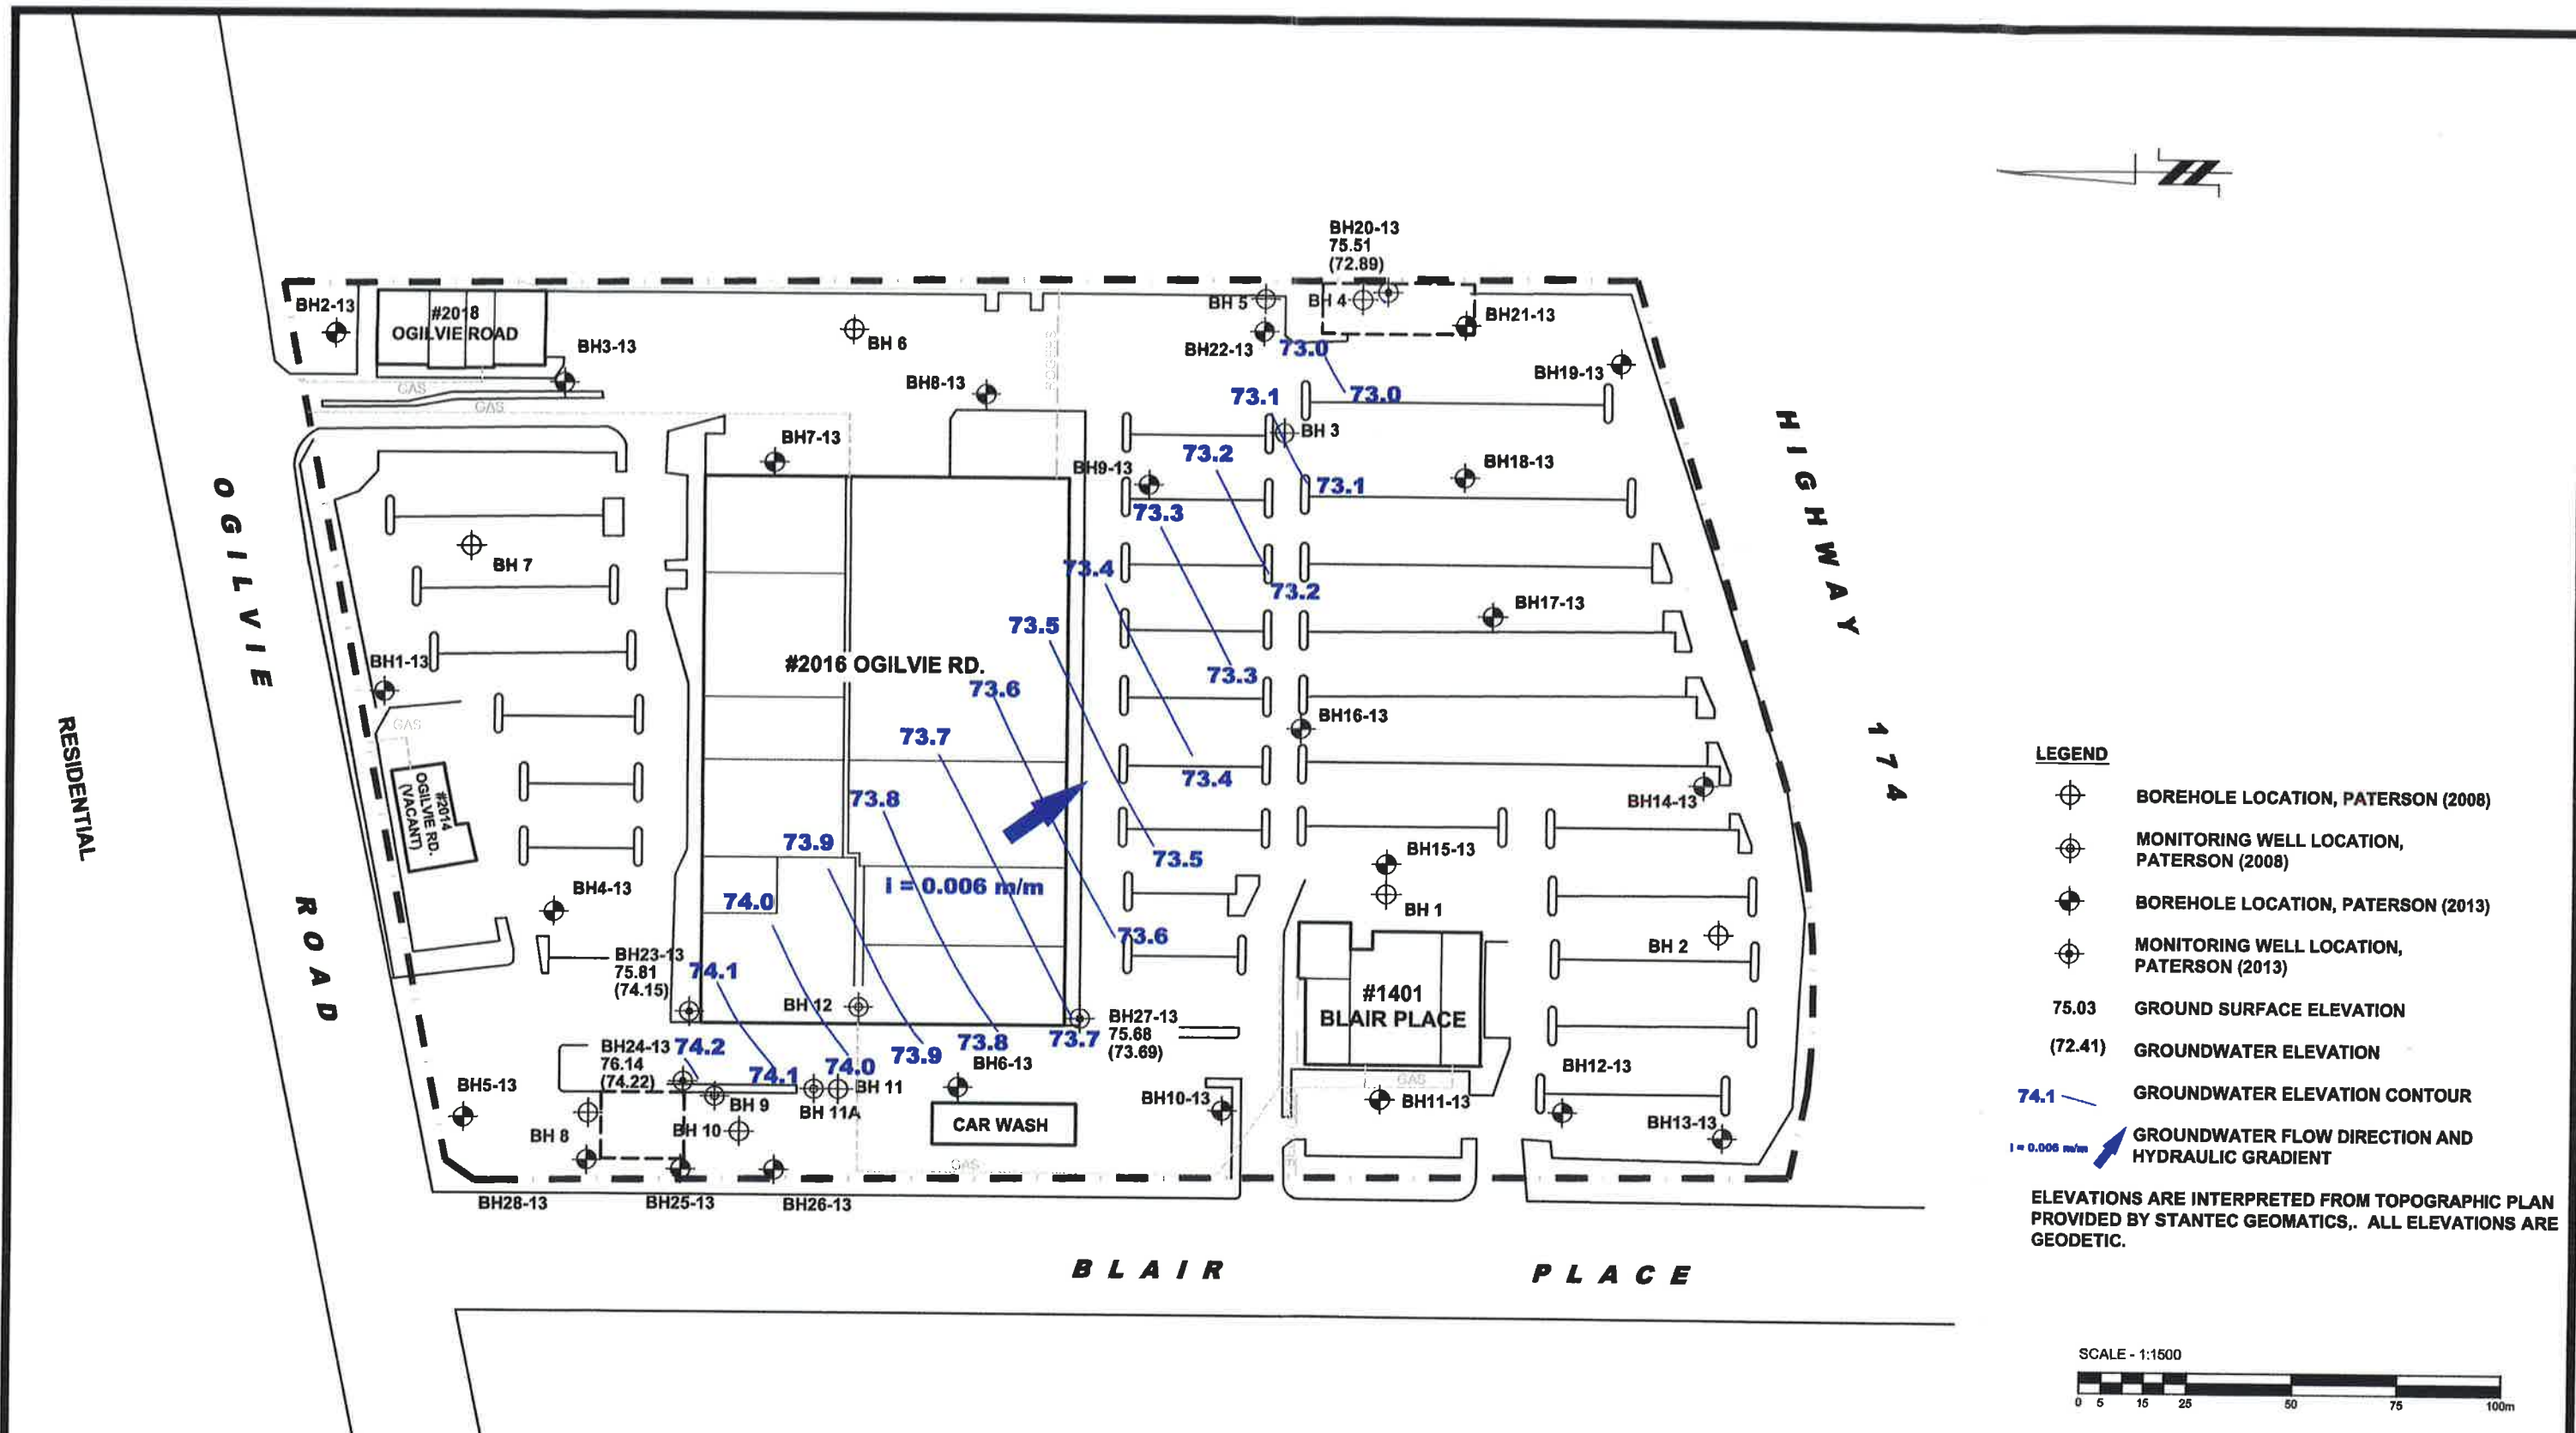 BH20-13
75.51
(72.89)
BH2-13
#2018
OGILVIE ROAD
BH3-13
GAS
GAS
BH 6
BH8-13
ROGERS
BH 5
BH 4
BH22-13
BH21-13
BH19-13
73.0
73.0
73.1
BH 3
73.1
BH7-13
BH9-13
73.2
73.2
BH18-13
73.3
73.3
BH 7
73.4
73.4
BH17-13
HIGHWAY 174
OGILVIE ROAD
RESIDENTIAL
BH1-13
GAS
#2014
OGILVIE RD.
(VACANT)
#2016 OGILVIE RD.
73.5
73.5
73.6
73.6
73.7
73.7
73.8
73.8
73.9
73.9
74.0
74.0
74.1
74.1
74.2
i = 0.006 m/m
BH16-13
BH14-13
BH15-13
BH 1
BH 2
BH4-13
BH23-13
75.81
(74.15)
BH 12
BH27-13
75.68
(73.69)
#1401
BLAIR PLACE
BH24-13
76.14
(74.22)
BH5-13
BH 8
BH 9
BH 10
BH 11A
BH 11
BH6-13
CAR WASH
BH10-13
GAS
BH11-13
BH12-13
BH13-13
GAS
BH28-13
BH25-13
BH26-13
BLAIR PLACE
LEGEND
BOREHOLE LOCATION, PATERSON (2008)
MONITORING WELL LOCATION,
PATERSON (2008)
BOREHOLE LOCATION, PATERSON (2013)
MONITORING WELL LOCATION,
PATERSON (2013)
75.03 GROUND SURFACE ELEVATION
(72.41) GROUNDWATER ELEVATION
74.1 GROUNDWATER ELEVATION CONTOUR
i = 0.006 m/m GROUNDWATER FLOW DIRECTION AND
HYDRAULIC GRADIENT
ELEVATIONS ARE INTERPRETED FROM TOPOGRAPHIC PLAN
PROVIDED BY STANTEC GEOMATICS,. ALL ELEVATIONS ARE
GEODETIC.
SCALE - 1:1500
0 5 15 25 50 75 100m